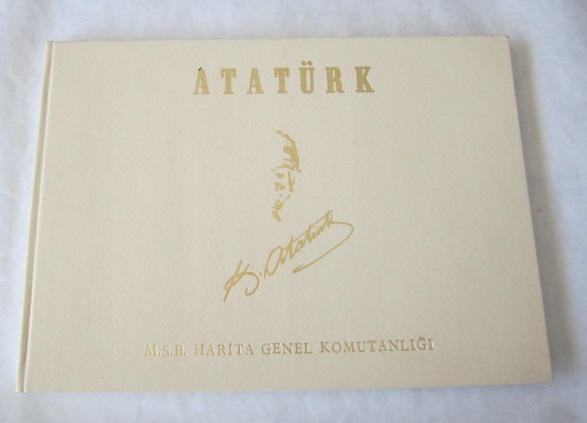 ATATÜRK
K. Atatürk
M.S.B. HARİTA GENEL KOMUTANLIĞI